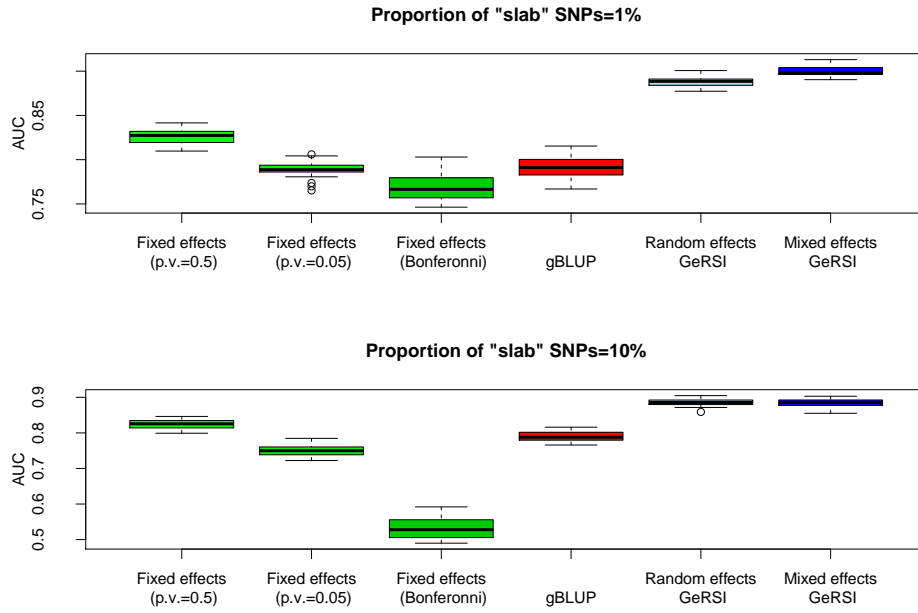 Proportion of "slab" SNPs=1%
AUC
0.85
0.75
Fixed effects (p.v.=0.5)
Fixed effects (p.v.=0.05)
Fixed effects (Bonferonni)
gBLUP
Random effects GeRSI
Mixed effects GeRSI
Proportion of "slab" SNPs=10%
AUC
0.9
0.8
0.7
0.6
0.5
Fixed effects (p.v.=0.5)
Fixed effects (p.v.=0.05)
Fixed effects (Bonferonni)
gBLUP
Random effects GeRSI
Mixed effects GeRSI